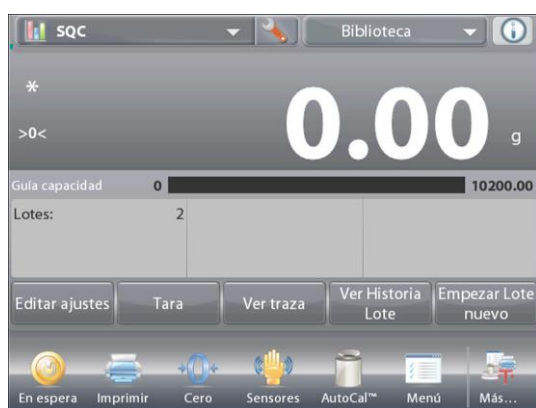 SQC Biblioteca
*
>0< 0.00 g
Guía capacidad 0 10200.00
Lotes: 2
Editar ajustes Tara Ver traza Ver Historia Lote Empezar Lote nuevo
En espera Imprimir Cero Sensores AutoCal™ Menú Más...